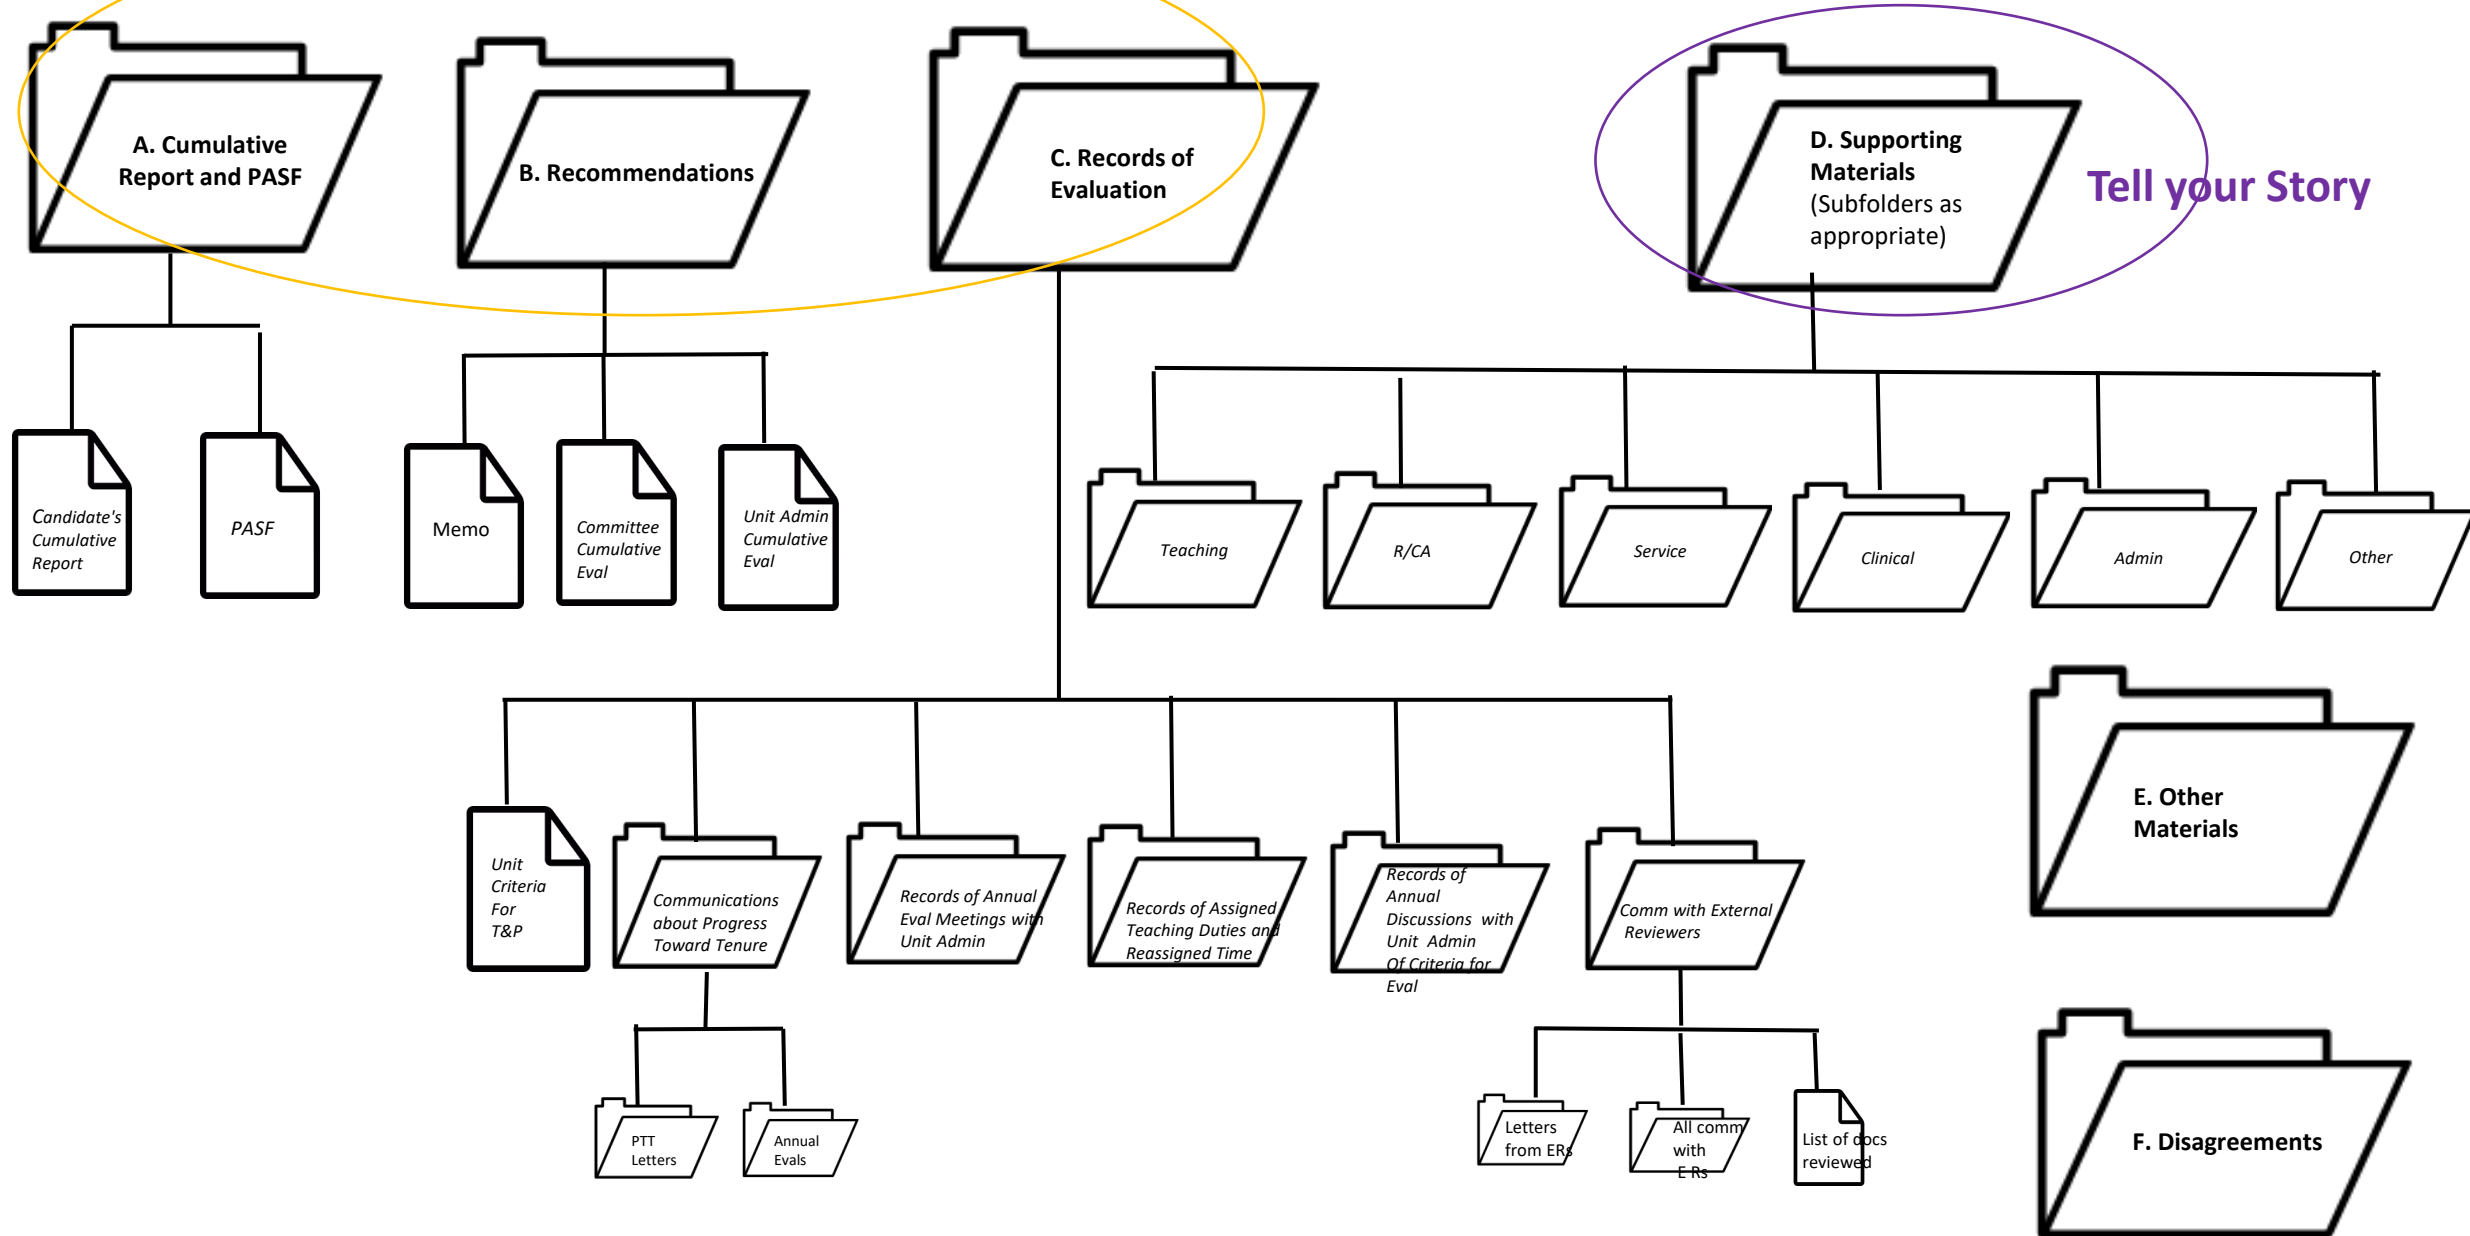 A. Cumulative
Report and PASF
B. Recommendations
C. Records of
Evaluation
D. Supporting
Materials
(Subfolders as
appropriate)
Tell your Story
Candidate's
Cumulative
Report
PASF
Memo
Committee
Cumulative
Eval
Unit Admin
Cumulative
Eval
Teaching
R/CA
Service
Clinical
Admin
Other
Unit
Criteria
For
T&P
Communications
about Progress
Toward Tenure
Records of Annual
Eval Meetings with
Unit Admin
Records of Assigned
Teaching Duties and
Reassigned Time
Records of
Annual
Discussions with
Unit Admin
Of Criteria for
Eval
Comm with External
Reviewers
E. Other
Materials
PTT
Letters
Annual
Evals
Letters
from ERs
All comm
with
E Rs
List of docs
reviewed
F. Disagreements